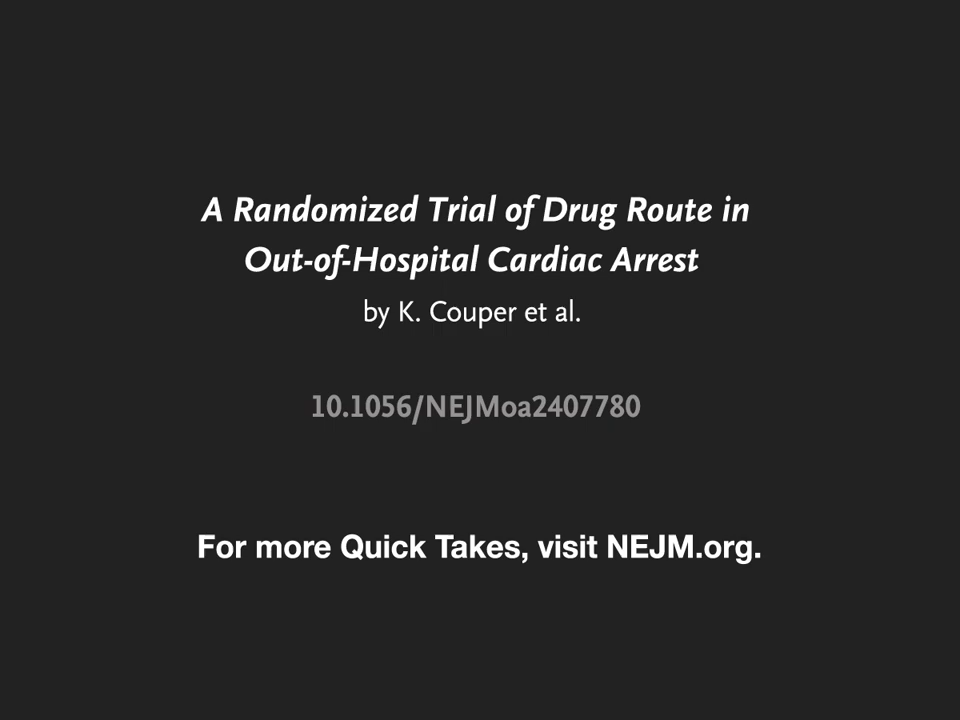 A Randomized Trial of Drug Route in
Out-of-Hospital Cardiac Arrest
by K. Couper et al.
10.1056/NEJMoa2407780
For more Quick Takes, visit NEJM.org.